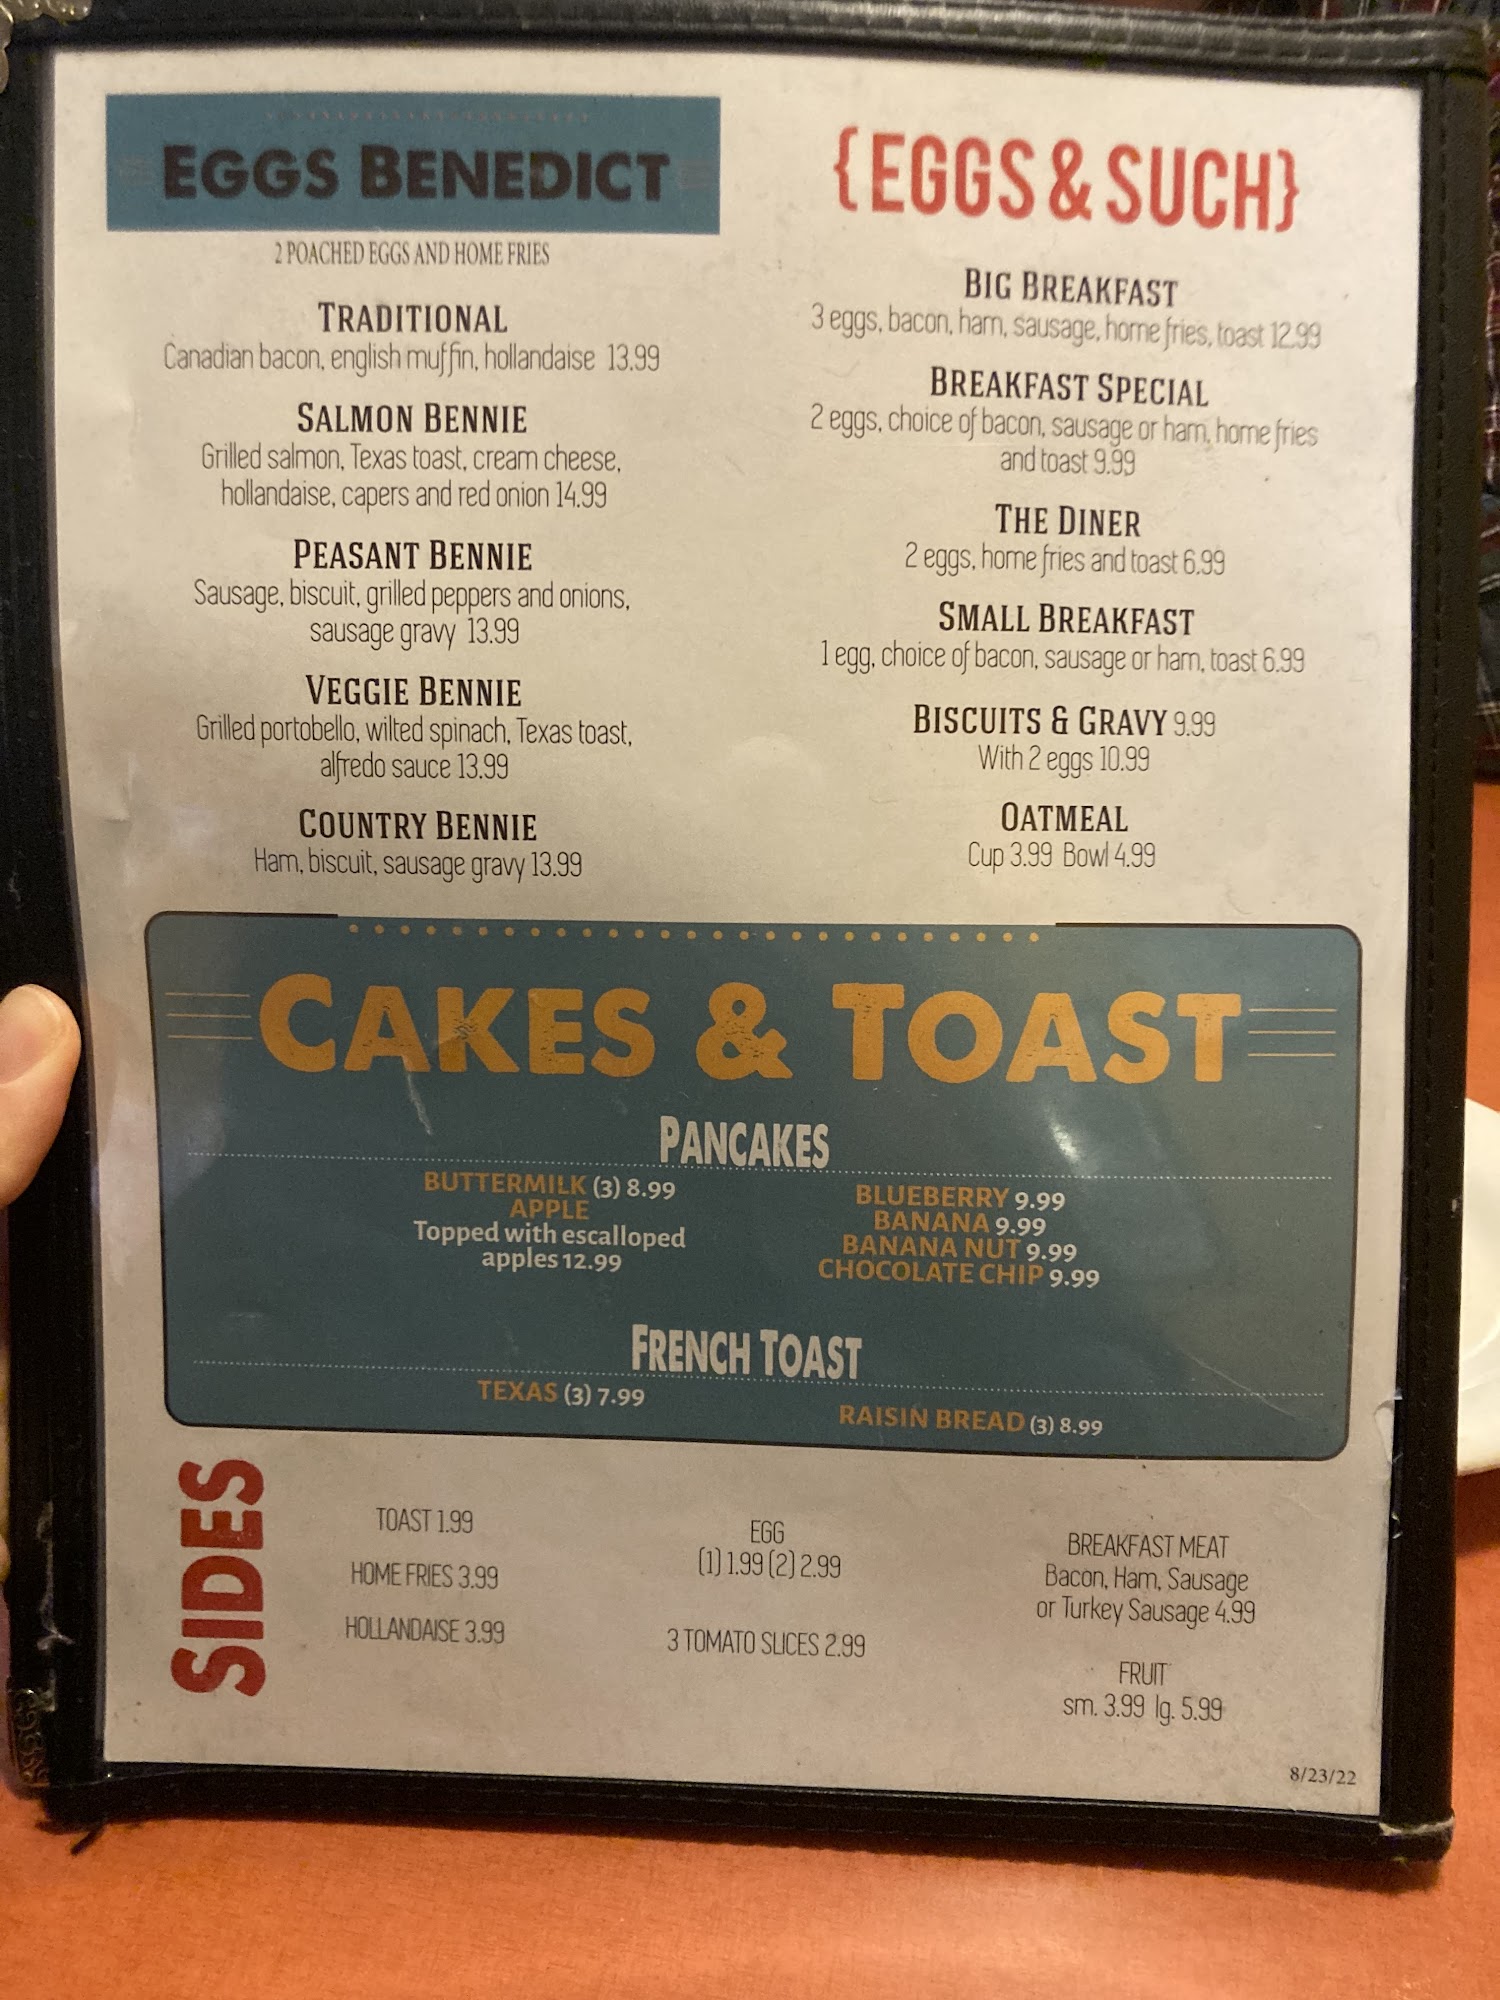 EGGS BENEDICT
2 POACHED EGGS AND HOME FRIES
TRADITIONAL
Canadian bacon, english muffin, hollandaise 13.99
SALMON BENNIE
Grilled salmon, Texas toast, cream cheese,
hollandaise, capers and red onion 14.99
PEASANT BENNIE
Sausage, biscuit, grilled peppers and onions,
sausage gravy 13.99
VEGGIE BENNIE
Grilled portobello, wilted spinach, Texas toast,
alfredo sauce 13.99
COUNTRY BENNIE
Ham, biscuit, sausage gravy 13.99
{EGGS & SUCH}
BIG BREAKFAST
3 eggs, bacon, ham, sausage, home fries, toast 12.99
BREAKFAST SPECIAL
2 eggs, choice of bacon, sausage or ham, home fries
and toast 9.99
THE DINER
2 eggs, home fries and toast 6.99
SMALL BREAKFAST
1 egg, choice of bacon, sausage or ham, toast 6.99
BISCUITS & GRAVY 9.99
With 2 eggs 10.99
OATMEAL
Cup 3.99 Bowl 4.99
CAKES & TOAST
PANCAKES
BUTTERMILK (3) 8.99
APPLE
Topped with escalloped
apples 12.99
BLUEBERRY 9.99
BANANA 9.99
BANANA NUT 9.99
CHOCOLATE CHIP 9.99
FRENCH TOAST
TEXAS (3) 7.99
RAISIN BREAD (3) 8.99
SIDES
TOAST 1.99
HOME FRIES 3.99
HOLLANDAISE 3.99
EGG
(1) 1.99 (2) 2.99
3 TOMATO SLICES 2.99
BREAKFAST MEAT
Bacon, Ham, Sausage
or Turkey Sausage 4.99
FRUIT
sm. 3.99 lg. 5.99
8/23/22